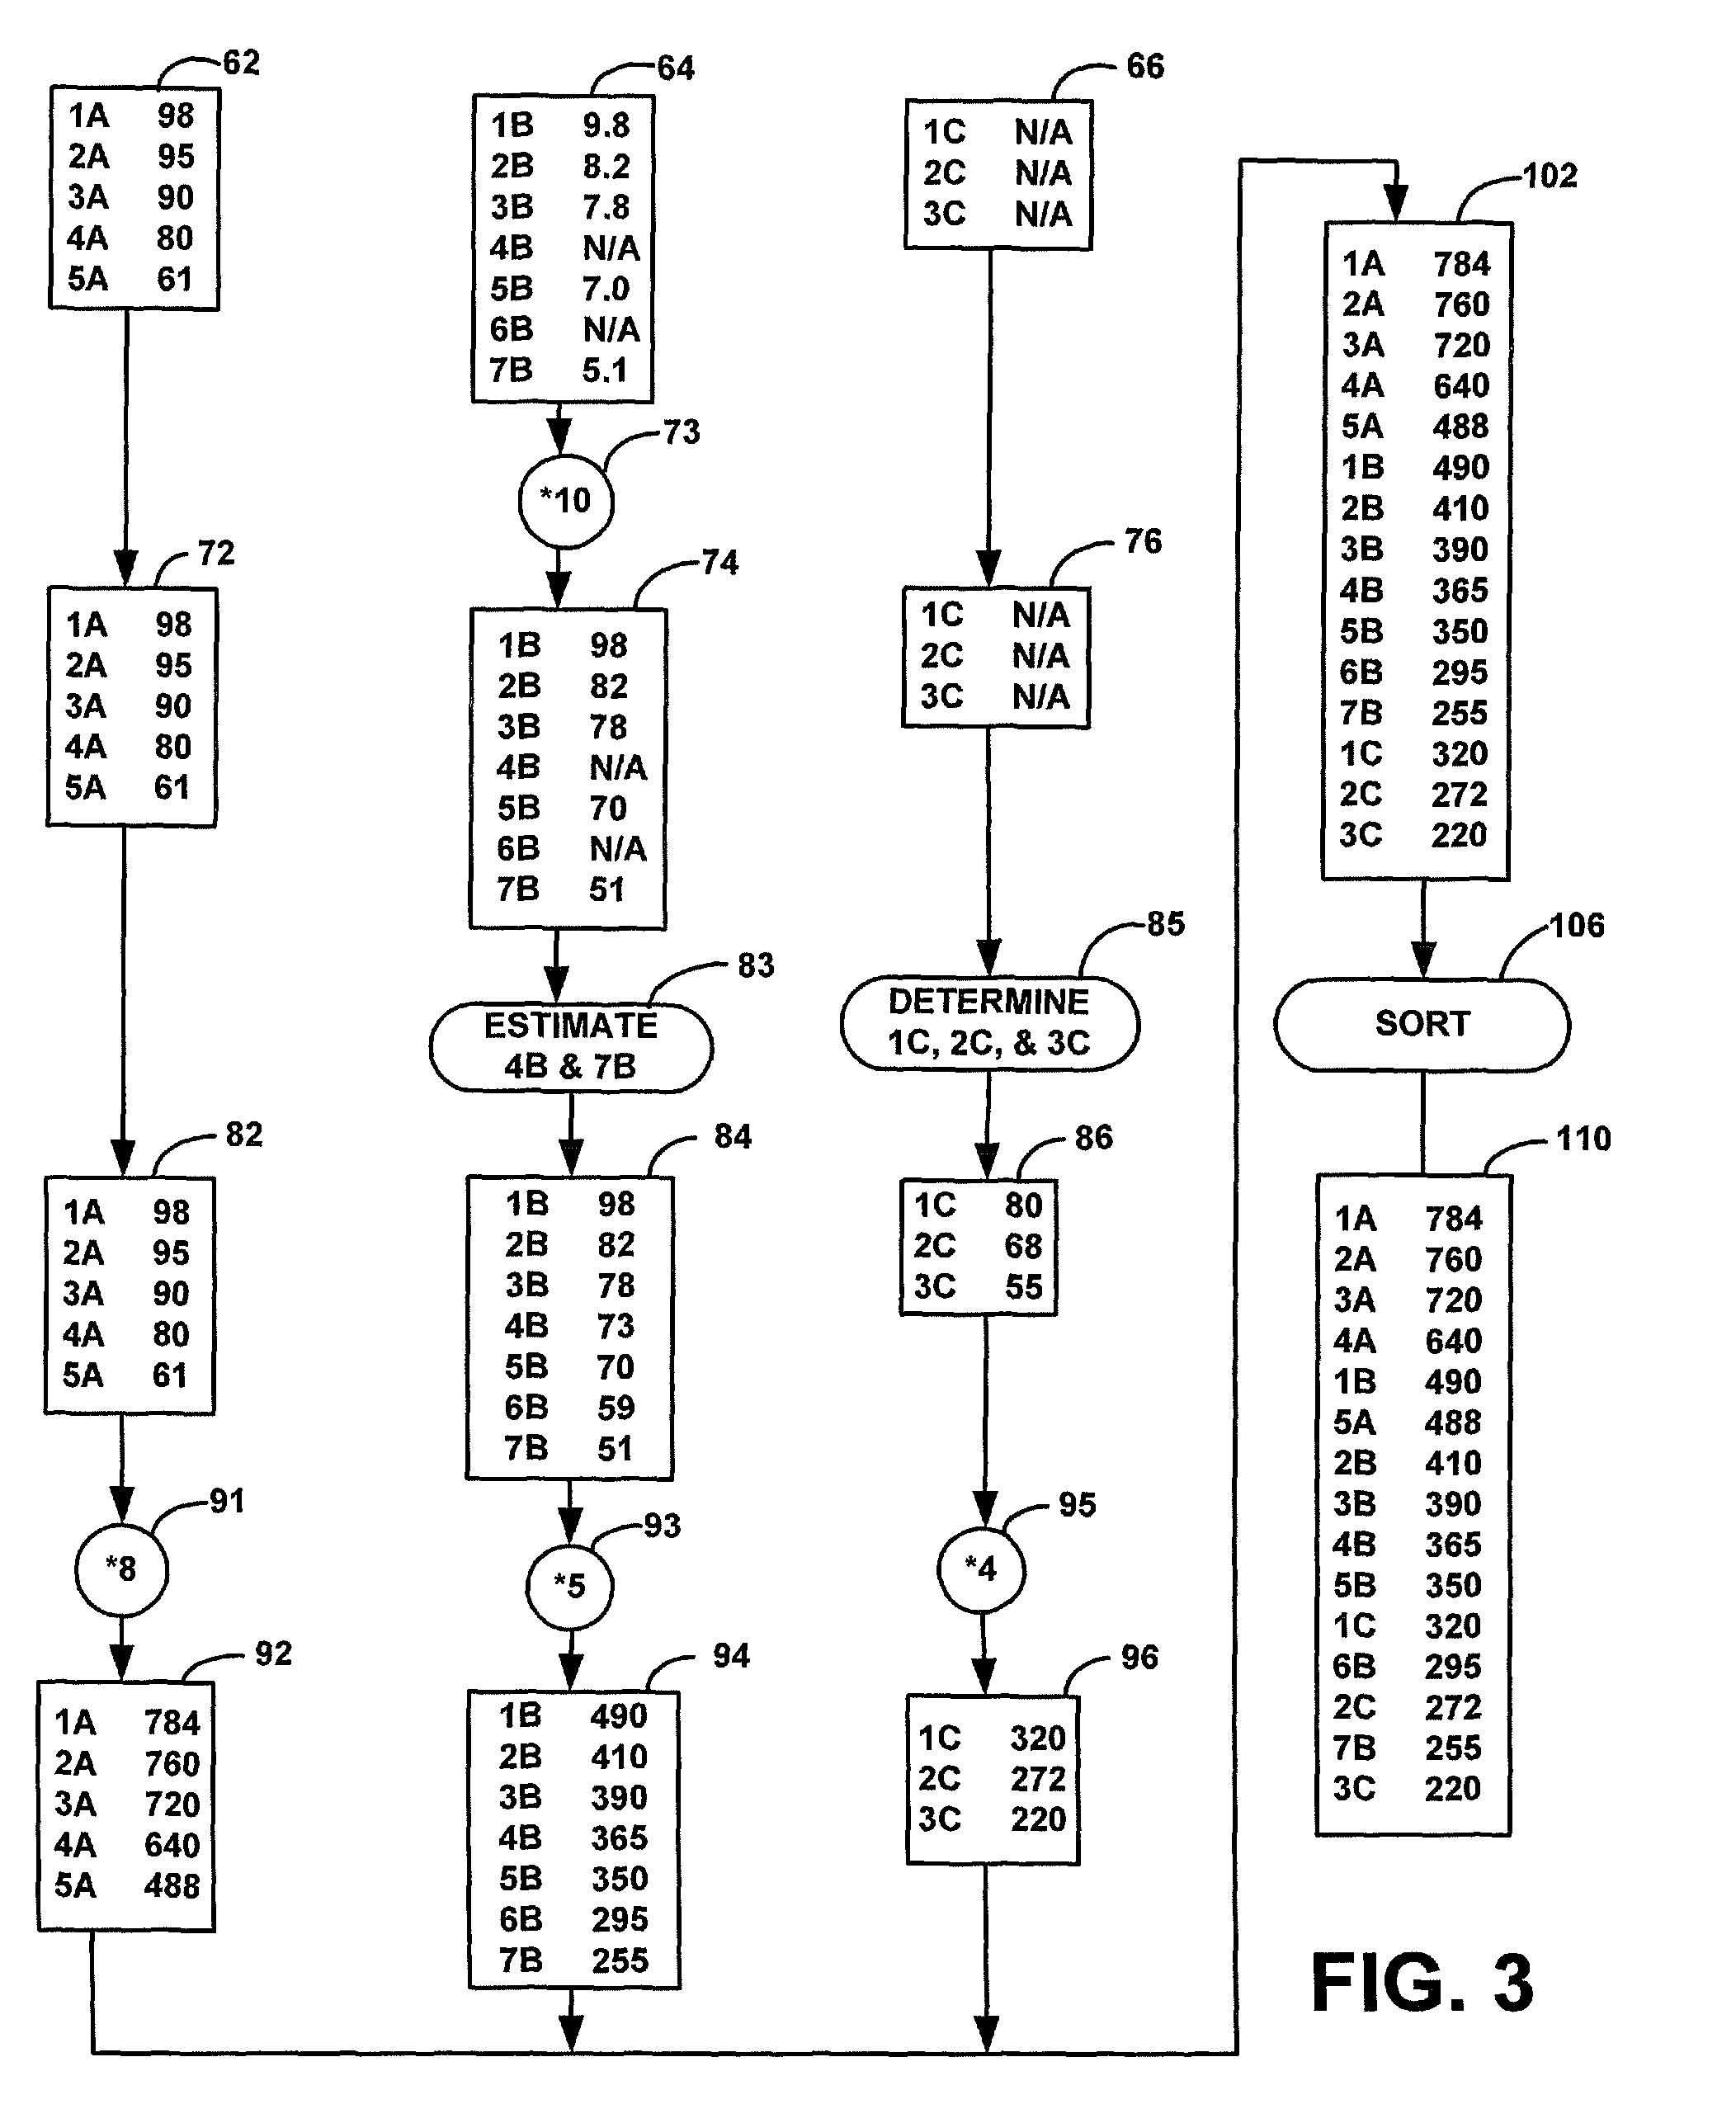 62
1A 98
2A 95
3A 90
4A 80
5A 61
72
1A 98
2A 95
3A 90
4A 80
5A 61
82
1A 98
2A 95
3A 90
4A 80
5A 61
91
*8
92
1A 784
2A 760
3A 720
4A 640
5A 488
64
1B 9.8
2B 8.2
3B 7.8
4B N/A
5B 7.0
6B N/A
7B 5.1
73
*10
74
1B 98
2B 82
3B 78
4B N/A
5B 70
6B N/A
7B 51
83
ESTIMATE
4B & 7B
84
1B 98
2B 82
3B 78
4B 73
5B 70
6B 59
7B 51
93
*5
94
1B 490
2B 410
3B 390
4B 365
5B 350
6B 295
7B 255
66
1C N/A
2C N/A
3C N/A
76
1C N/A
2C N/A
3C N/A
85
DETERMINE
1C, 2C, & 3C
86
1C 80
2C 68
3C 55
95
*4
96
1C 320
2C 272
3C 220
102
1A 784
2A 760
3A 720
4A 640
5A 488
1B 490
2B 410
3B 390
4B 365
5B 350
6B 295
7B 255
1C 320
2C 272
3C 220
106
SORT
110
1A 784
2A 760
3A 720
4A 640
1B 490
5A 488
2B 410
3B 390
4B 365
5B 350
1C 320
6B 295
2C 272
7B 255
3C 220
FIG. 3